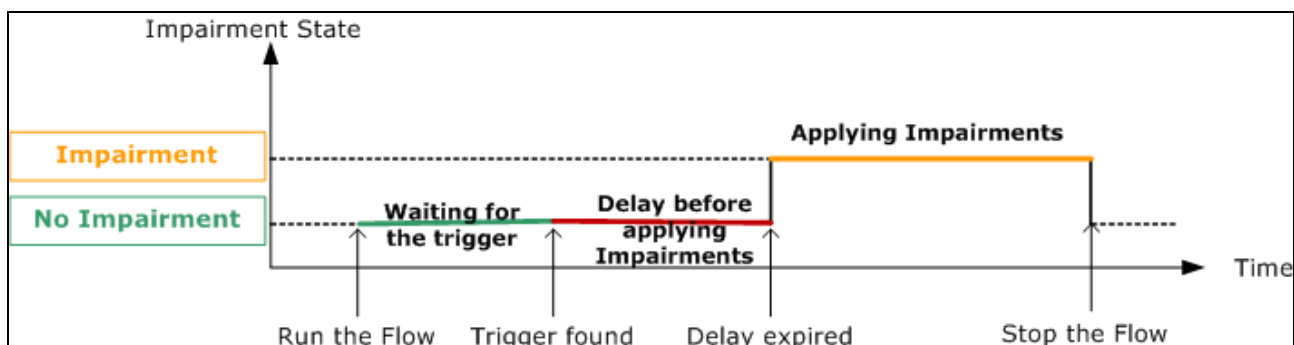 Impairment State
Applying Impairments
Impairment
No Impairment
Waiting for
the trigger
Delay before
applying
Impairments
Time
Run the Flow
Trigger found
Delay expired
Stop the Flow